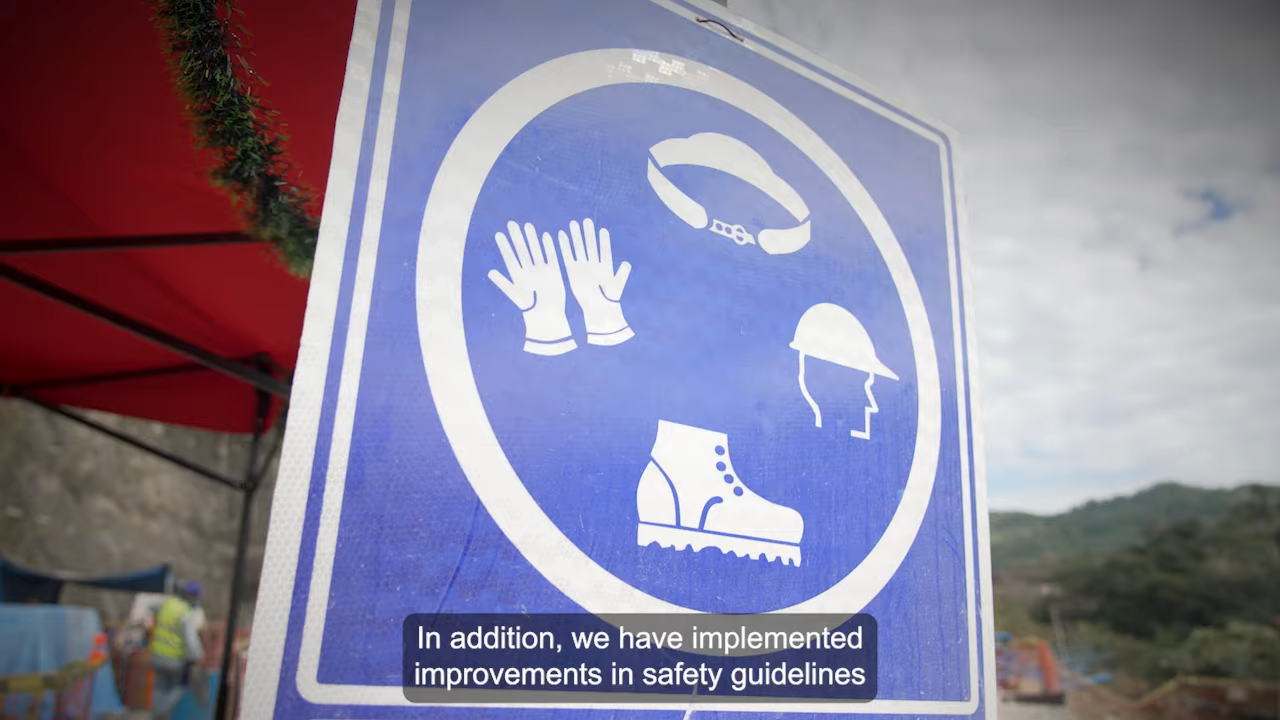 In addition, we have implemented
improvements in safety guidelines